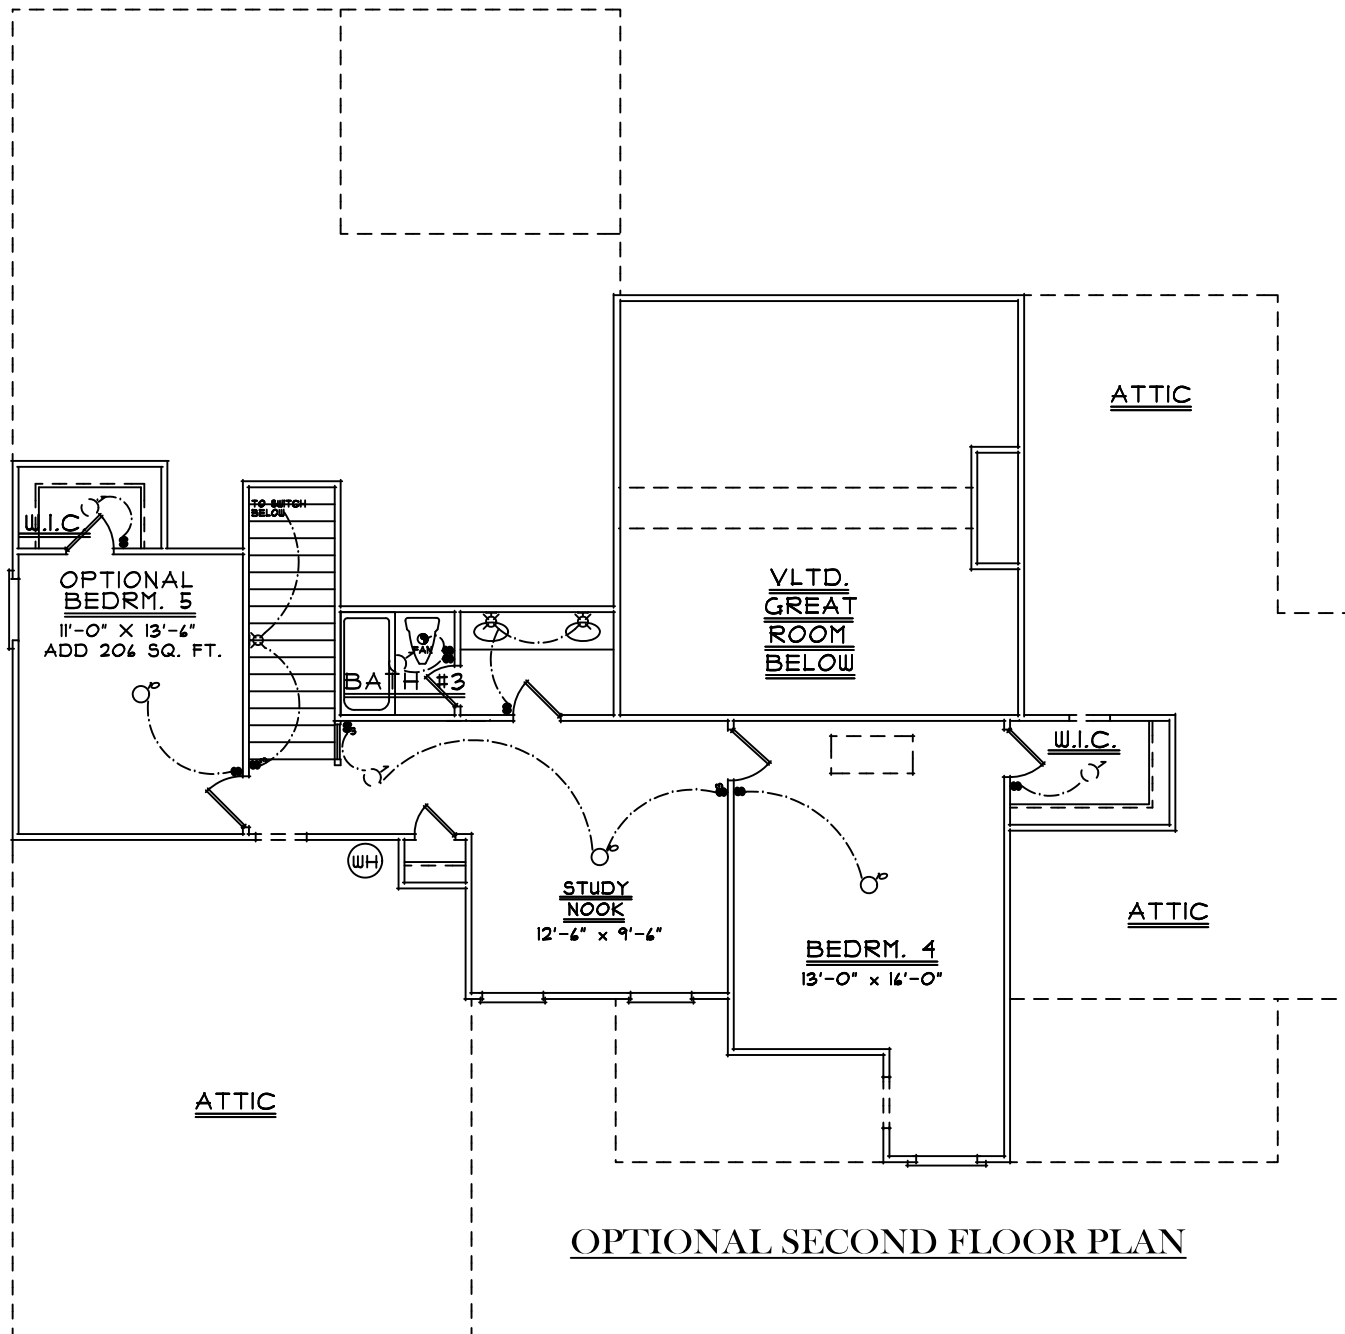 ATTIC
TO SWITCH
BELOW
W.I.C
OPTIONAL
BEDRM. 5
11'-0" X 13'-6"
ADD 206 SQ. FT.
VLTD.
GREAT
ROOM
BELOW
FAN
BATH #3
W.I.C.
WH
STUDY
NOOK
12'-6" x 9'-6"
BEDRM. 4
13'-0" x 16'-0"
ATTIC
ATTIC
OPTIONAL SECOND FLOOR PLAN